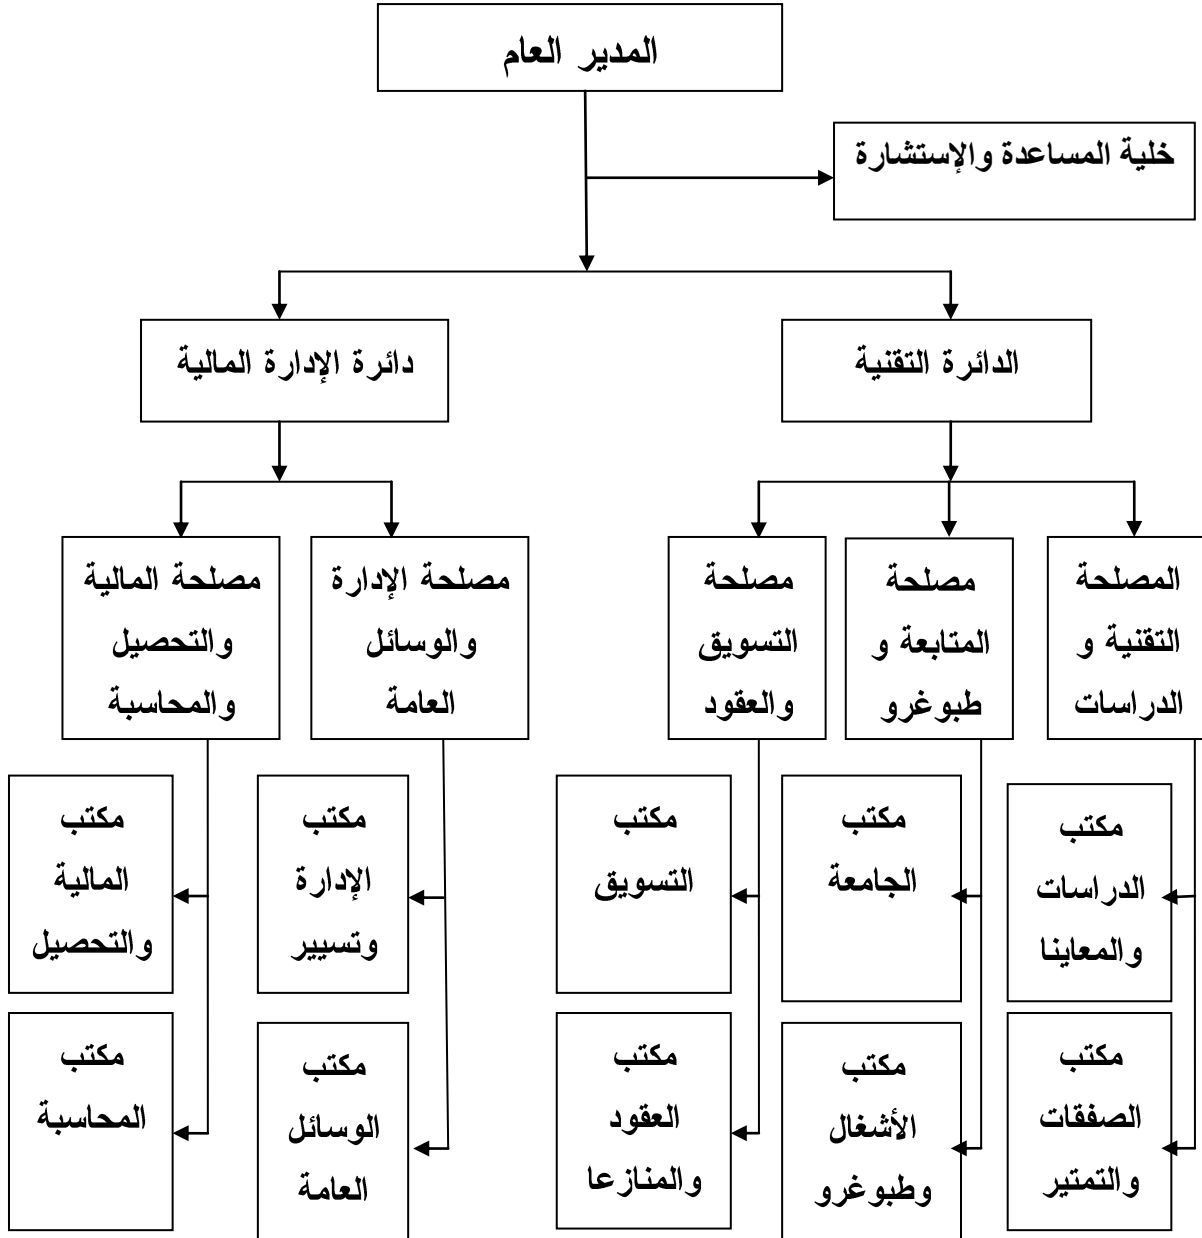 المدير العام
خلية المساعدة والإستشارة
الدائرة التقنية
دائرة الإدارة المالية
المصلحة
التقنية و
الدراسات
مصلحة
المتابعة و
طبوغرو
مصلحة
التسويق
والعقود
مصلحة الإدارة
والوسائل
العامة
مصلحة المالية
والتحصيل
والمحاسبة
مكتب
الدراسات
والمعاينا
مكتب
الجامعة
مكتب
التسويق
مكتب
الإدارة
وتسيير
مكتب
المالية
والتحصيل
مكتب
الصفقات
والتمتير
مكتب
الأشغال
وطبوغرو
مكتب
العقود
والمنازعا
مكتب
الوسائل
العامة
مكتب
المحاسبة